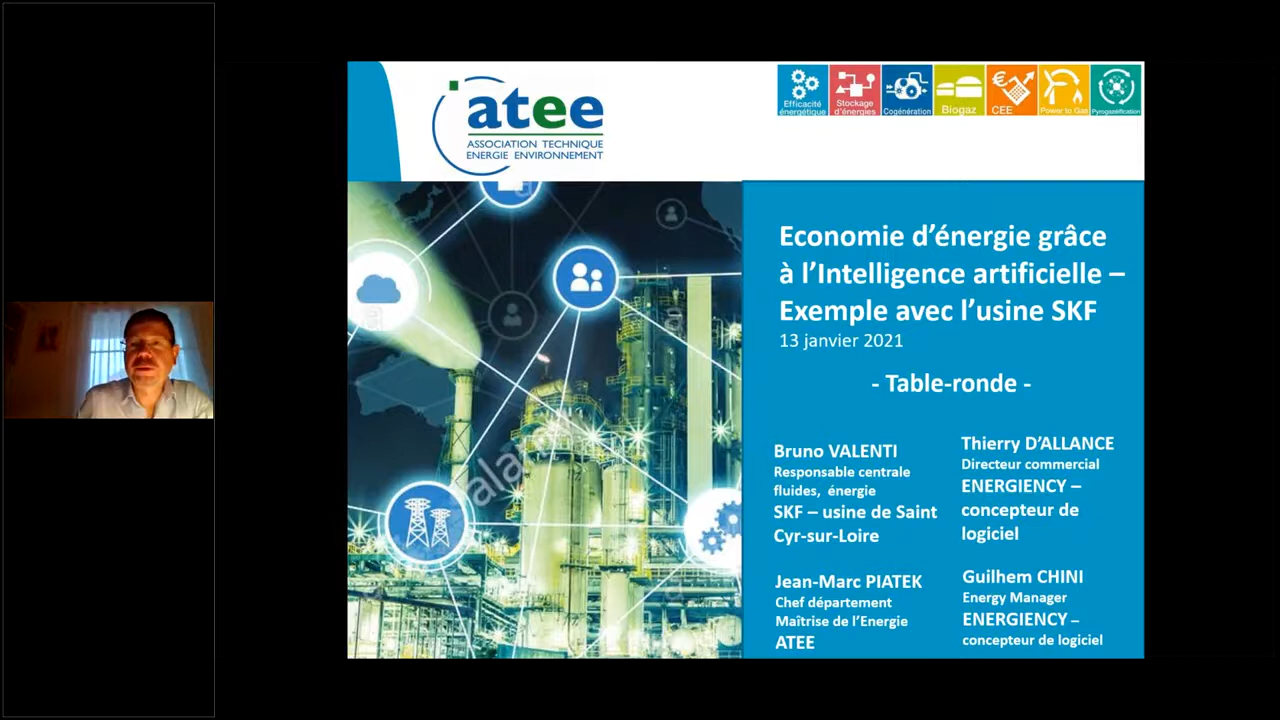 atee
ASSOCIATION TECHNIQUE
ENERGIE ENVIRONNEMENT
Efficacité
énergétique
Stockage
d'énergies
Cogénération
Biogaz
CEE
Power to Gas
Pyrogazéification
Economie d'énergie grâce
à l'Intelligence artificielle –
Exemple avec l'usine SKF
13 janvier 2021
- Table-ronde -
Bruno VALENTI
Responsable centrale
fluides, énergie
SKF – usine de Saint
Cyr-sur-Loire
Thierry D'ALLANCE
Directeur commercial
ENERGIENCY –
concepteur de
logiciel
Jean-Marc PIATEK
Chef département
Maîtrise de l'Energie
ATEE
Guilhem CHINI
Energy Manager
ENERGIENCY –
concepteur de logiciel